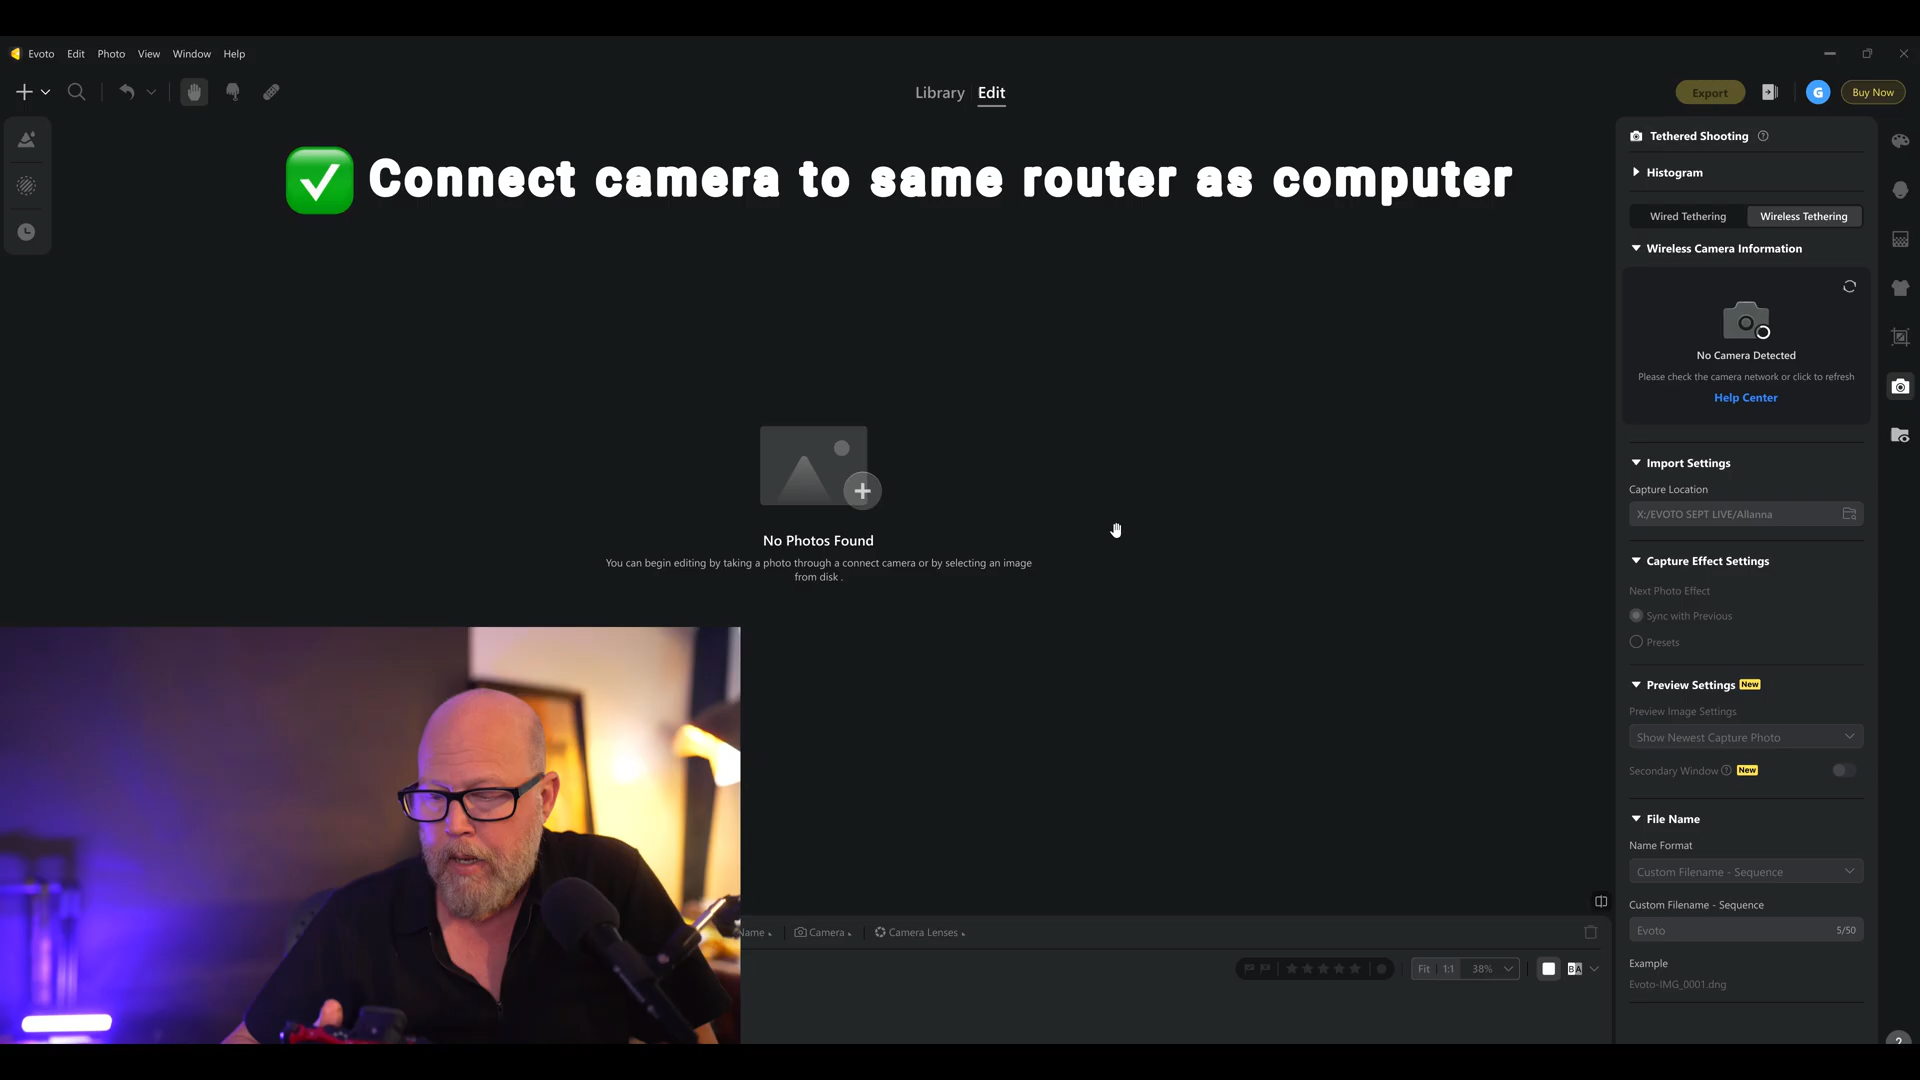 Evoto Edit Photo View Window Help
Library Edit
Export
G
Buy Now
✅ Connect camera to same router as computer
Tethered Shooting
Histogram
Wired Tethering Wireless Tethering
Wireless Camera Information
No Camera Detected
Please check the camera network or click to refresh
Help Center
No Photos Found
You can begin editing by taking a photo through a connect camera or by selecting an image
from disk .
Import Settings
Capture Location
X:/EVOTO SEPT LIVE/Allanna
Capture Effect Settings
Next Photo Effect
Sync with Previous
Presets
Preview Settings New
Preview Image Settings
Show Newest Capture Photo
Secondary Window New
File Name
Name Format
Custom Filename - Sequence
Custom Filename - Sequence
Evoto 5/50
Example
Evoto-IMG_0001.dng
Camera
Camera Lenses
Fit 1:1 38%
B A
?